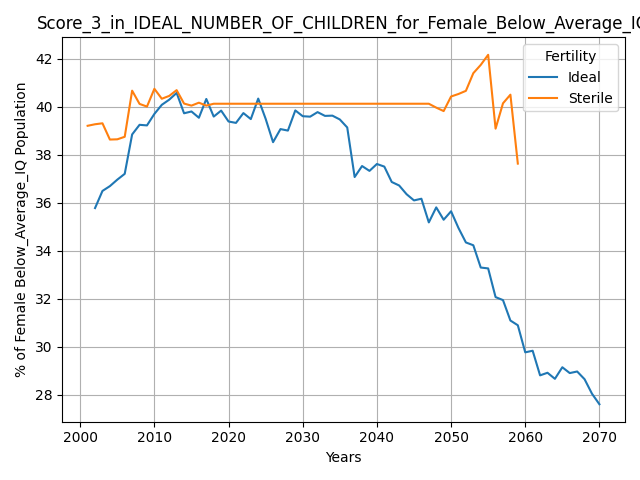 Score_3_in_IDEAL_NUMBER_OF_CHILDREN_for_Female_Below_Average_IQ
Fertility
Ideal
Sterile
% of Female Below_Average_IQ Population
42
40
38
36
34
32
30
28
2000
2010
2020
2030
2040
2050
2060
2070
Years